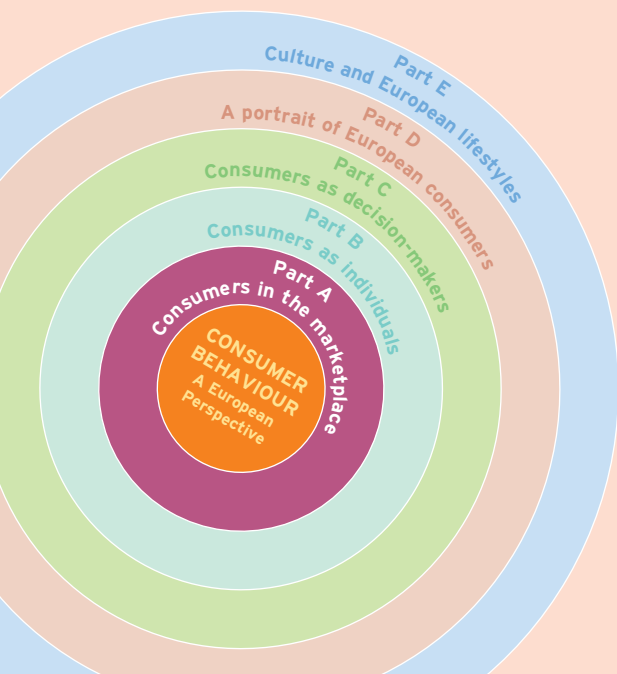 Part E
Culture and European lifestyles
Part D
A portrait of European consumers
Part C
Consumers as decision-makers
Part B
Consumers as individuals
Part A
Consumers in the marketplace
CONSUMER
BEHAVIOUR
A European
Perspective